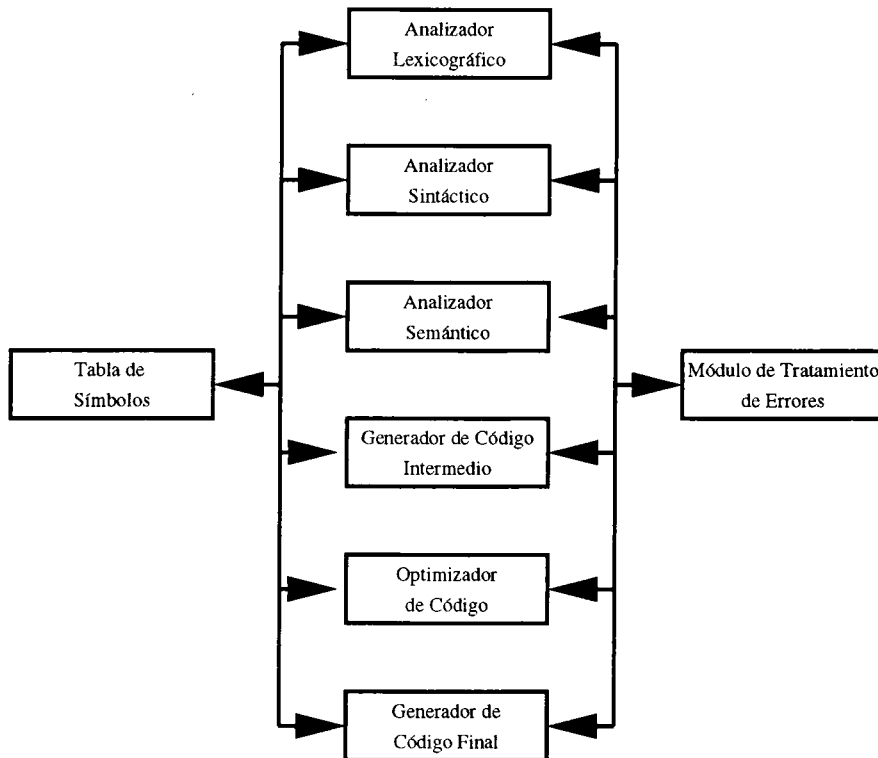 Analizador
Lexicográfico
Analizador
Sintáctico
Analizador
Semántico
Tabla de
Símbolos
Módulo de Tratamiento
de Errores
Generador de Código
Intermedio
Optimizador
de Código
Generador de
Código Final